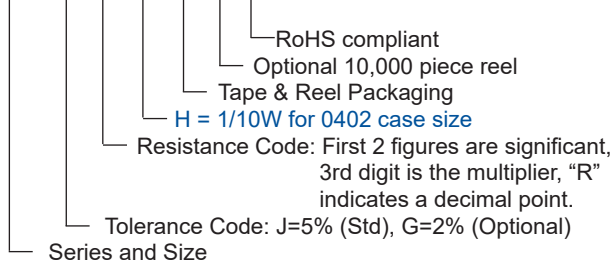 RoHS compliant
Optional 10,000 piece reel
Tape & Reel Packaging
H = 1/10W for 0402 case size
Resistance Code: First 2 figures are significant,
3rd digit is the multiplier, “R”
indicates a decimal point.
Tolerance Code: J=5% (Std), G=2% (Optional)
Series and Size